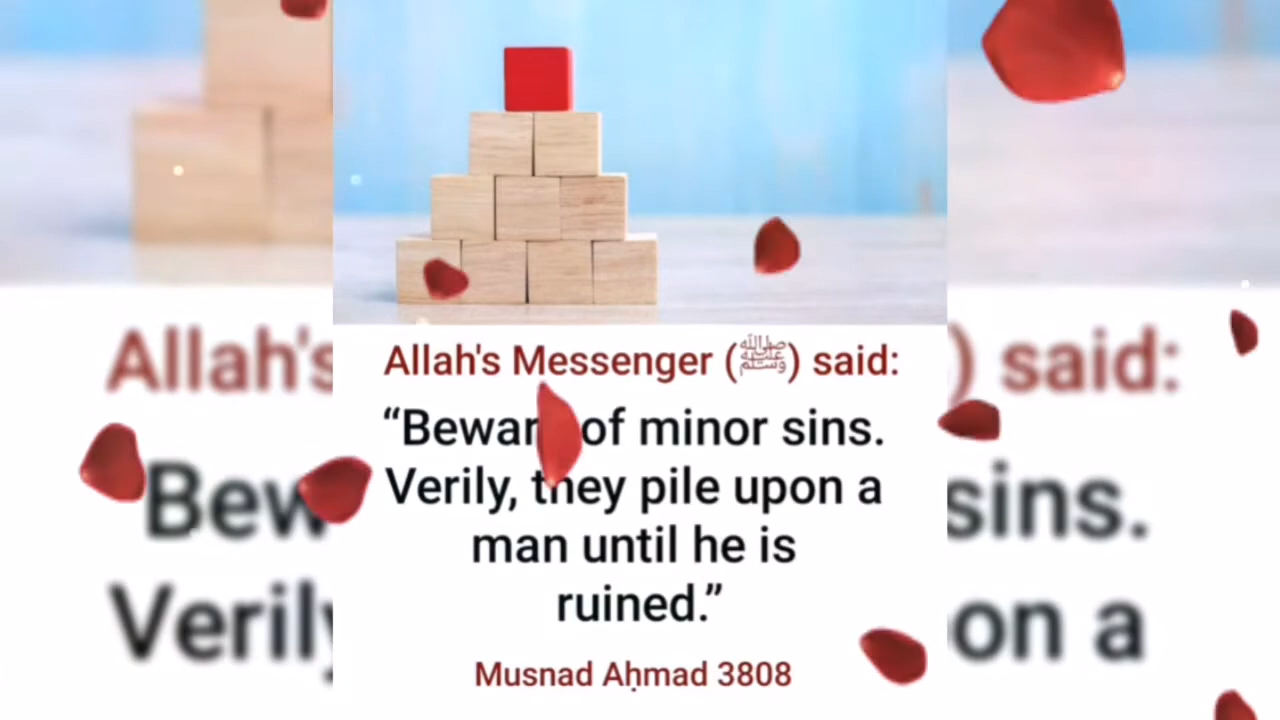 Allah's Messenger (ﷺ) said:
“Beware of minor sins.
Verily, they pile upon a
man until he is
ruined.”
Musnad Aḥmad 3808